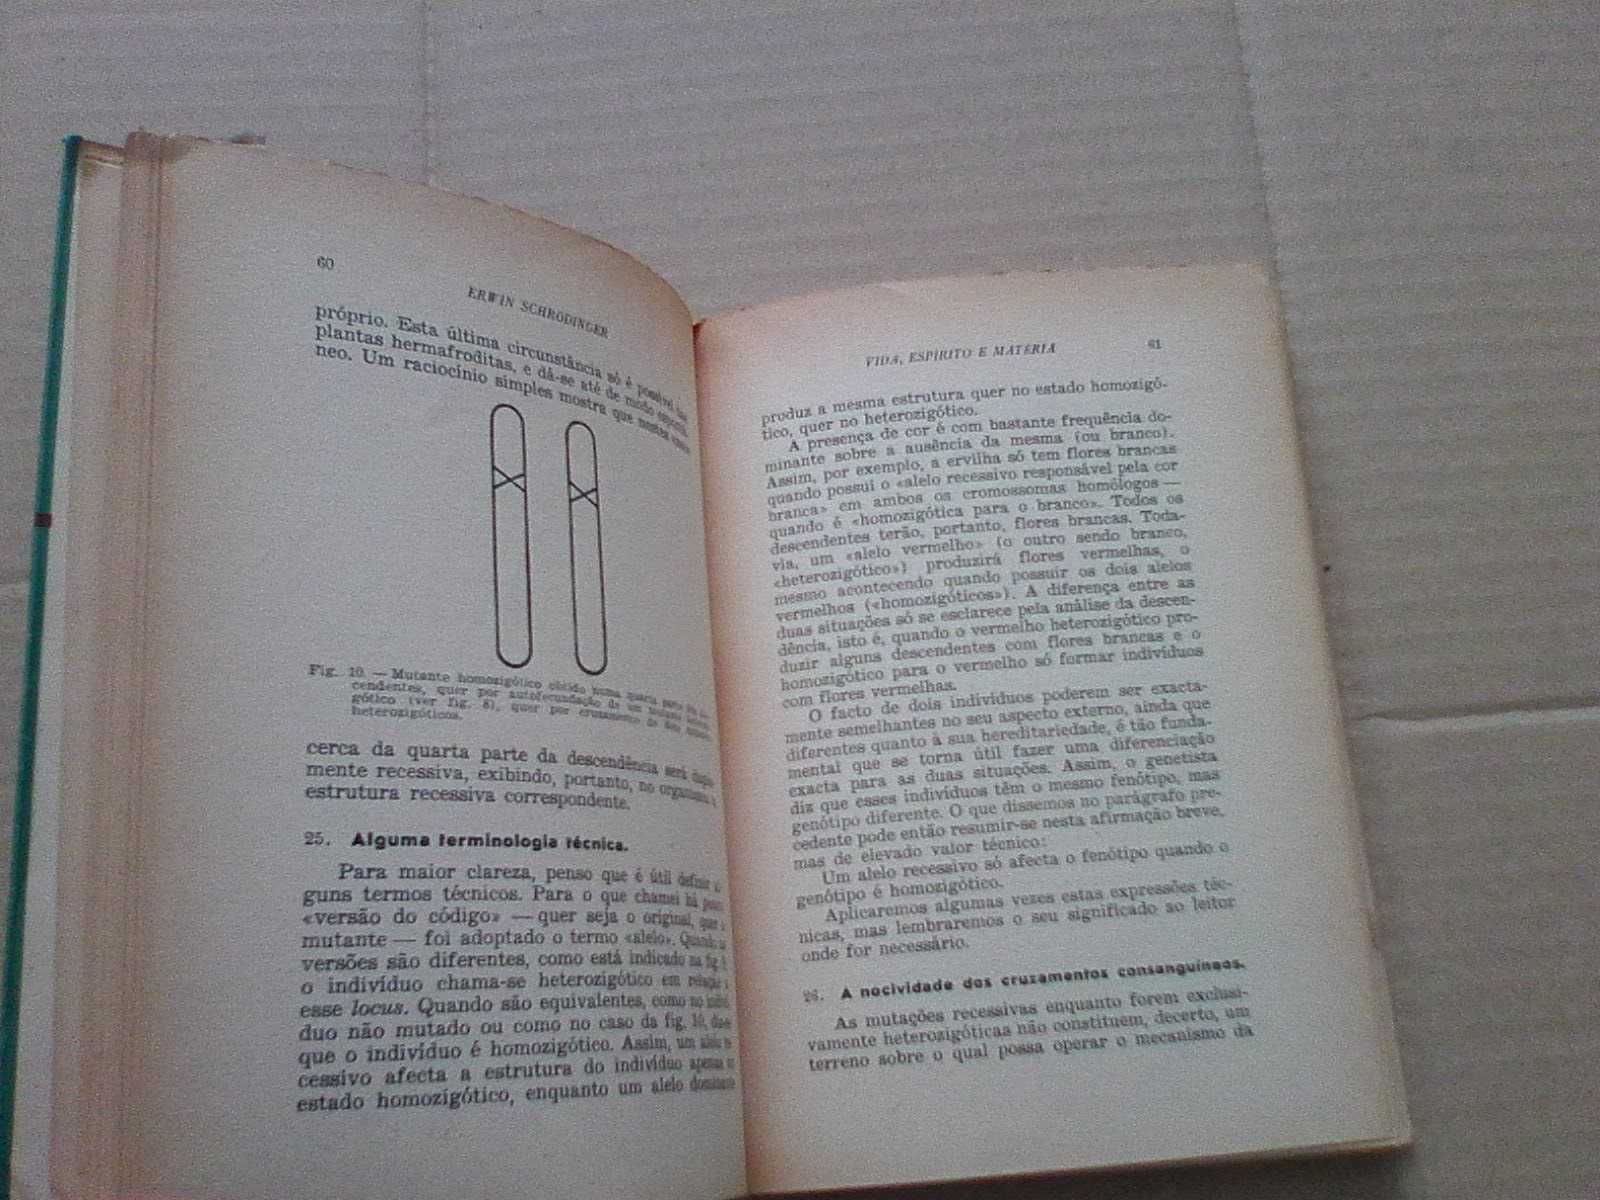 60
ERWIN SCHRÖDINGER
próprio. Esta última circunstância só é possível nas
plantas hermafroditas, e dá-se até de modo
neo. Um raciocínio simples mostra que nestes casos
Fig. 10. — Mutante homozigótico obtido numa quarta parte dos
cendentes, quer por autofecundação de um mutante
gótico (ver fig. 8), quer por cruzamento de dois
heterozigóticos.
cerca da quarta parte da descendência será
mente recessiva, exibindo, portanto, no organismo a
estrutura recessiva correspondente.
25. Alguma terminologia técnica.
Para maior clareza, penso que é útil definir
guns termos técnicos. Para o que chamei há pouco
«versão do código» — quer seja o original, quer o
mutante — foi adoptado o termo «alelo». Quando as
versões são diferentes, como está indicado na fig.
o indivíduo chama-se heterozigótico em relação a
esse locus. Quando são equivalentes, como no indiví-
duo não mutado ou como no caso da fig. 10,
que o indivíduo é homozigótico. Assim, um alelo re-
cessivo afecta a estrutura do indivíduo apenas no
estado homozigótico, enquanto um alelo dominante
VIDA, ESPÍRITO E MATÉRIA
61
produz a mesma estrutura quer no estado homozigó-
tico, quer no heterozigótico.
A presença de cor é com bastante frequência do-
minante sobre a ausência da mesma (ou branco).
Assim, por exemplo, a ervilha só tem flores brancas
quando possui o «alelo recessivo responsável pela cor
branca» em ambos os cromossomas homólogos —
quando é «homozigótica para o branco». Todos os
descendentes terão, portanto, flores brancas. Toda-
via, um «alelo vermelho» (o outro sendo branco,
«heterozigótico») produzirá flores vermelhas, o
mesmo acontecendo quando possuir os dois alelos
vermelhos («homozigóticos»). A diferença entre as
duas situações só se esclarece pela análise da descen-
dência, isto é, quando o vermelho heterozigótico pro-
duzir alguns descendentes com flores brancas e o
homozigótico para o vermelho só formar indivíduos
com flores vermelhas.
O facto de dois indivíduos poderem ser exacta-
mente semelhantes no seu aspecto externo, ainda que
diferentes quanto à sua hereditariedade, é tão funda-
mental que se torna útil fazer uma diferenciação
exacta para as duas situações. Assim, o genetista
diz que esses indivíduos têm o mesmo fenótipo, mas
genótipo diferente. O que dissemos no parágrafo pre-
cedente pode então resumir-se nesta afirmação breve,
mas de elevado valor técnico:
Um alelo recessivo só afecta o fenótipo quando o
genótipo é homozigótico.
Aplicaremos algumas vezes estas expressões téc-
nicas, mas lembraremos o seu significado ao leitor
onde for necessário.
26. A nocividade dos cruzamentos consanguíneos.
As mutações recessivas enquanto forem exclusi-
vamente heterozigóticas não constituem, decerto, um
terreno sobre o qual possa operar o mecanismo da